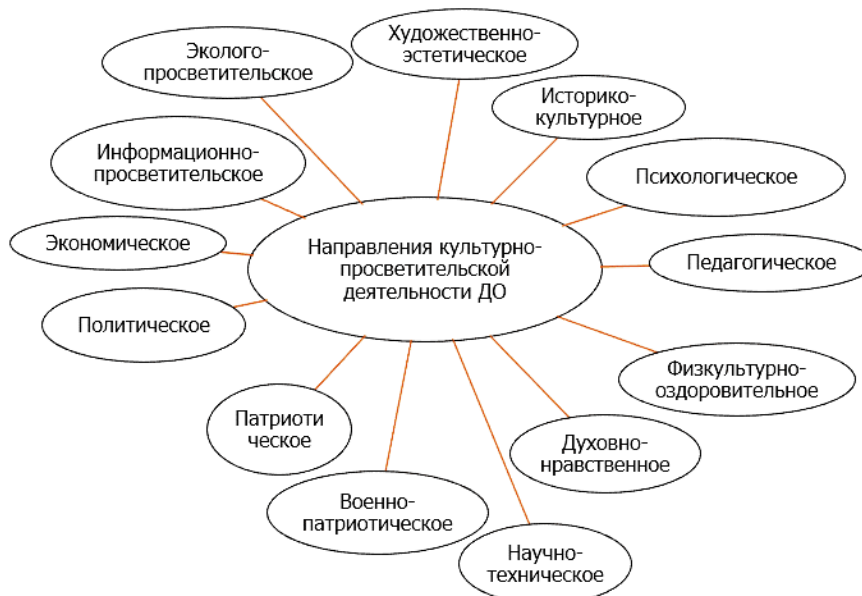 Художественно-
эстетическое
Эколого-
просветительское
Историко-
культурное
Информационно-
просветительское
Психологическое
Экономическое
Направления культурно-
просветительской
деятельности ДО
Педагогическое
Политическое
Физкультурно-
оздоровительное
Патриоти
ческое
Духовно-
нравственное
Военно-
патриотическое
Научно-
техническое